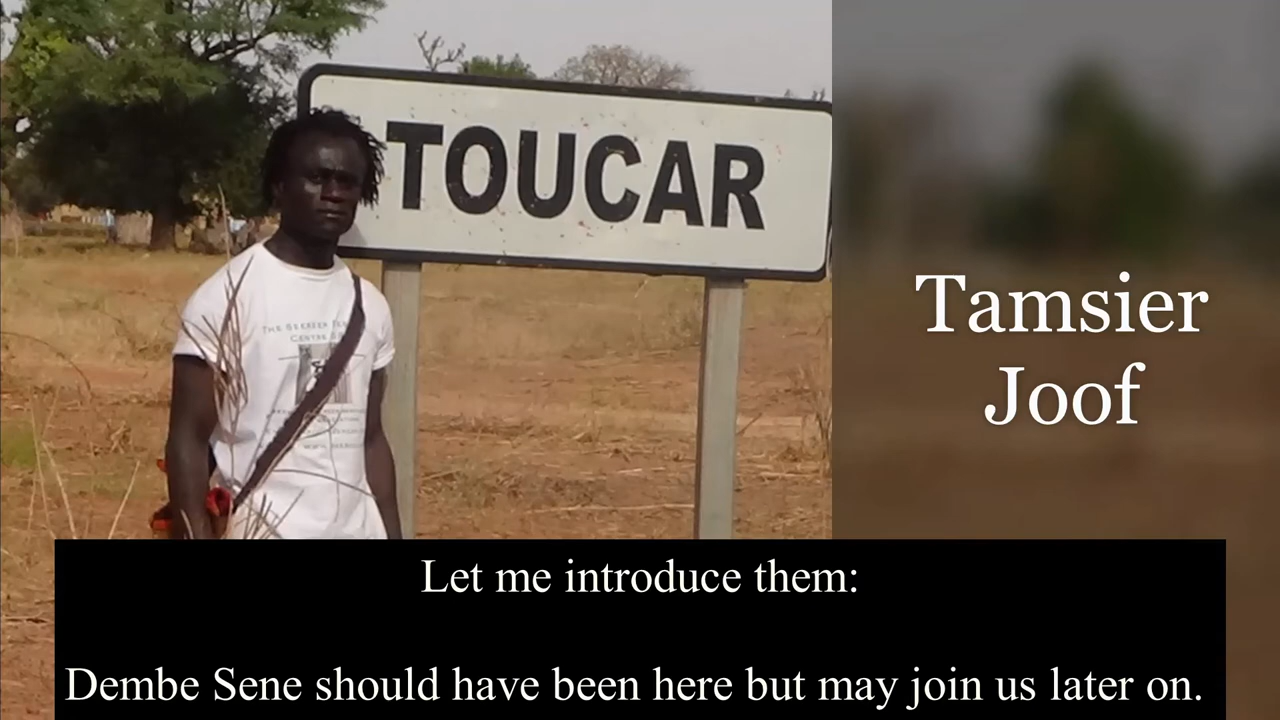 TOUCAR
Tamsier
Joof
Let me introduce them:
Dembe Sene should have been here but may join us later on.